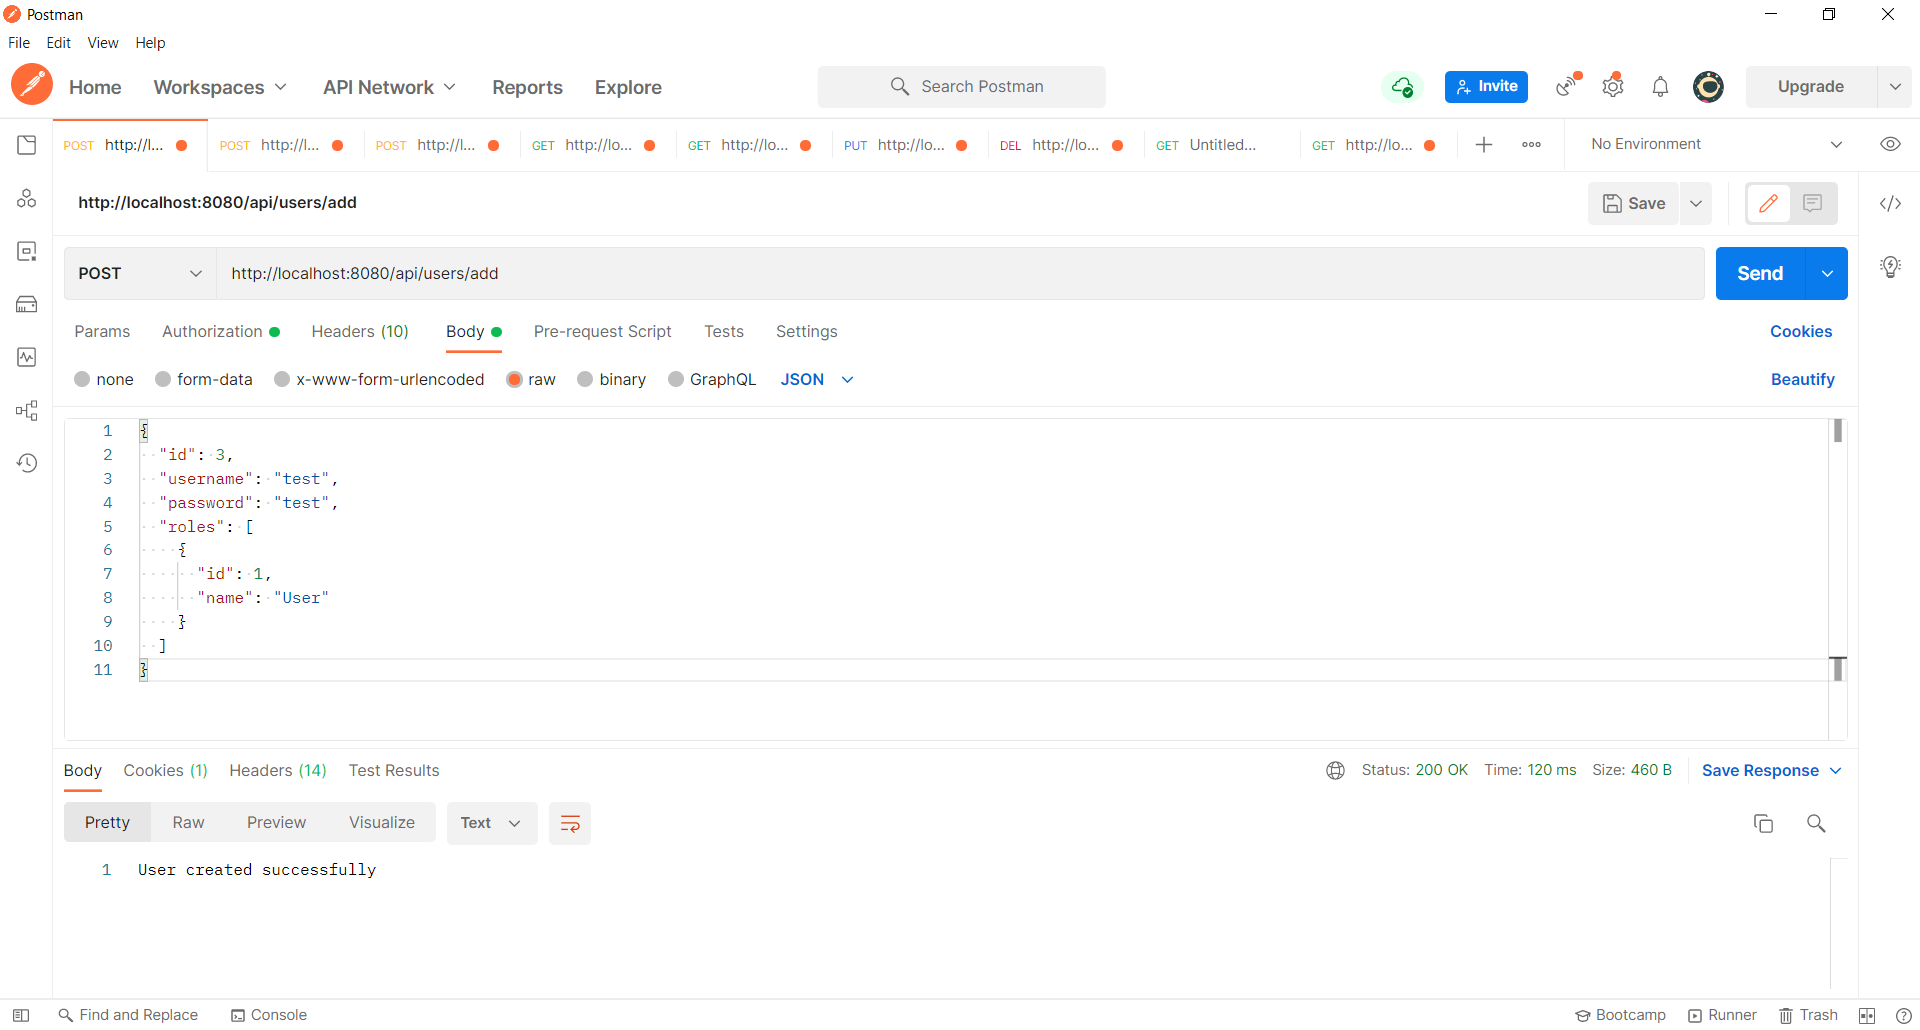 Postman
File Edit View Help
Home Workspaces API Network Reports Explore Search Postman Invite Upgrade
POST http://l... POST http://l... POST http://l... GET http://lo... GET http://lo... PUT http://lo... DEL http://lo... GET Untitled... GET http://lo... No Environment
http://localhost:8080/api/users/add Save
POST http://localhost:8080/api/users/add Send
Params Authorization Headers (10) Body Pre-request Script Tests Settings Cookies
none form-data x-www-form-urlencoded raw binary GraphQL JSON Beautify
1 {
2 "id": 3,
3 "username": "test",
4 "password": "test",
5 "roles": [
6 {
7 "id": 1,
8 "name": "User"
9 }
10 ]
11 }
Body Cookies (1) Headers (14) Test Results Status: 200 OK Time: 120 ms Size: 460 B Save Response
Pretty Raw Preview Visualize Text
1 User created successfully
Find and Replace Console Bootcamp Runner Trash